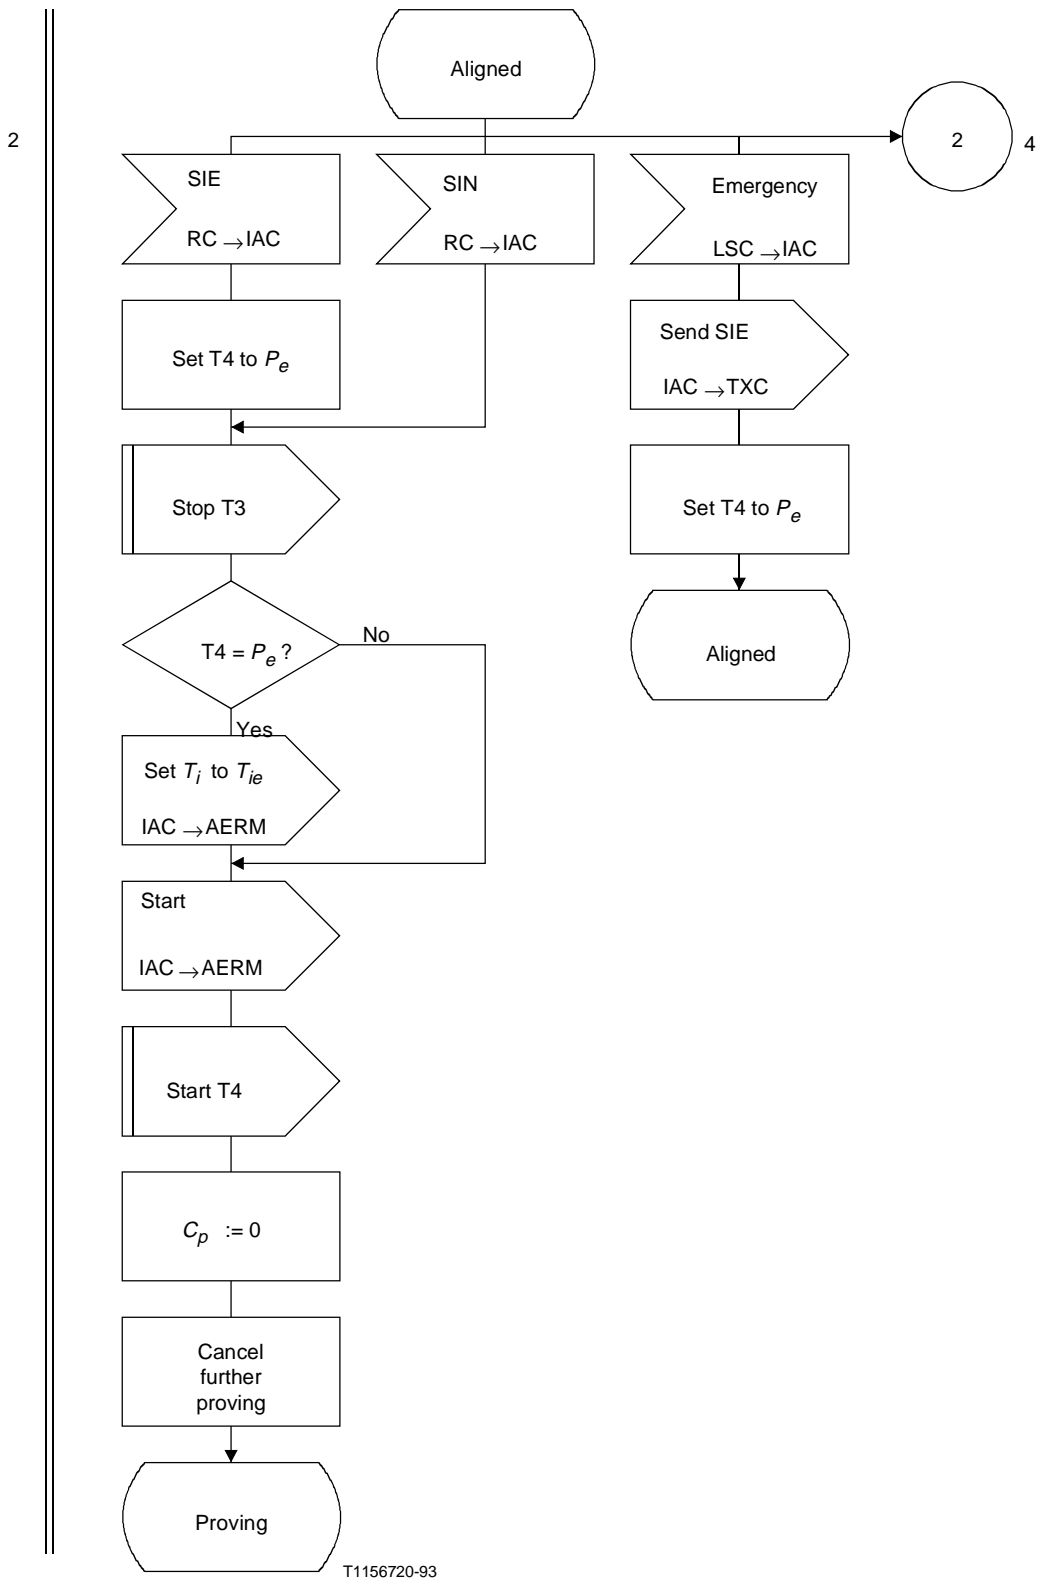 Aligned
2
2
4
SIE
RC →IAC
SIN
RC →IAC
Emergency
LSC →IAC
Set T4 to Pe
Send SIE
IAC →TXC
Stop T3
Set T4 to Pe
T4 = Pe ?
No
Yes
Aligned
Set Ti to Tie
IAC →AERM
Start
IAC →AERM
Start T4
Cp := 0
Cancel
further
proving
Proving
T1156720-93